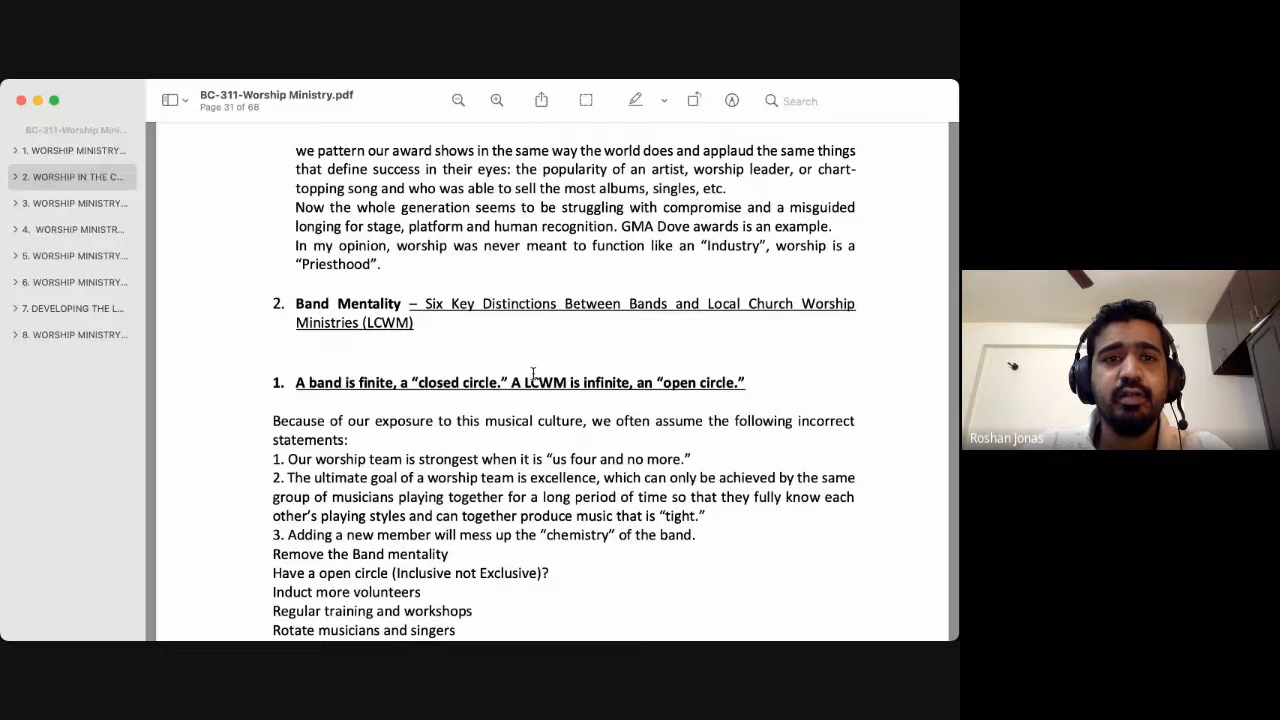 BC-311-Worship Ministry.pdf
Page 31 of 68
Search
BC-311-Worship Mini...
1. WORSHIP MINISTRY...
2. WORSHIP IN THE C...
3. WORSHIP MINISTRY...
4. WORSHIP MINISTR...
5. WORSHIP MINISTRY...
6. WORSHIP MINISTRY...
7. DEVELOPING THE L...
8. WORSHIP MINISTRY...
we pattern our award shows in the same way the world does and applaud the same things
that define success in their eyes: the popularity of an artist, worship leader, or chart-
topping song and who was able to sell the most albums, singles, etc.
Now the whole generation seems to be struggling with compromise and a misguided
longing for stage, platform and human recognition. GMA Dove awards is an example.
In my opinion, worship was never meant to function like an “Industry”, worship is a
“Priesthood”.
2. Band Mentality – Six Key Distinctions Between Bands and Local Church Worship
Ministries (LCWM)
1. A band is finite, a “closed circle.” A LCWM is infinite, an “open circle.”
Because of our exposure to this musical culture, we often assume the following incorrect
statements:
1. Our worship team is strongest when it is “us four and no more.”
2. The ultimate goal of a worship team is excellence, which can only be achieved by the same
group of musicians playing together for a long period of time so that they fully know each
other’s playing styles and can together produce music that is “tight.”
3. Adding a new member will mess up the “chemistry” of the band.
Remove the Band mentality
Have a open circle (Inclusive not Exclusive)?
Induct more volunteers
Regular training and workshops
Rotate musicians and singers
Roshan Jonas